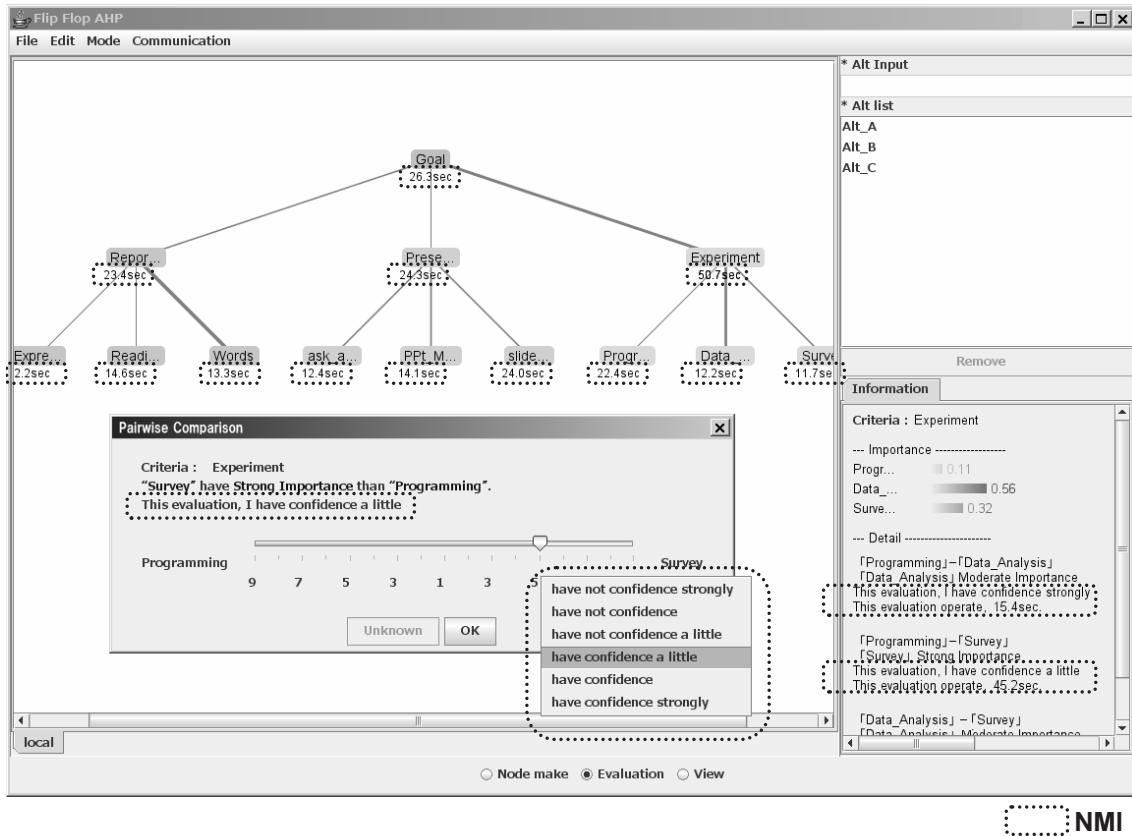 Flip Flop AHP
File Edit Mode Communication
* Alt Input
* Alt list
Alt_A
Alt_B
Alt_C
Goal
26.3sec
Repor...
Prese...
Experiment
23.4sec
24.3sec
50.7sec
Expre...
Readi...
Words
ask_a...
PPt_M...
slide...
Progr...
Data_...
Surve
2.2sec
14.6sec
13.3sec
12.4sec
14.1sec
24.0sec
22.4sec
12.2sec
11.7se
Remove
Information
Criteria : Experiment
--- Importance ------------------
Progr... 0.11
Data_... 0.56
Surve... 0.32
--- Detail ----------------------
「Programming」–「Data_Analysis」
「Data_Analysis」 Moderate Importance
This evaluation, I have confidence strongly
This evaluation operate, 15.4sec.
「Programming」–「Survey」
「Survey」 Strong Importance
This evaluation, I have confidence a little
This evaluation operate, 45.2sec.
「Data_Analysis」 – 「Survey」
「Data_Analysis」 Moderate Importance
Pairwise Comparison
Criteria : Experiment
“Survey” have Strong Importance than “Programming”.
This evaluation, I have confidence a little
Programming
Survey
9 7 5 3 1 3 5
Unknown OK
have not confidence strongly
have not confidence
have not confidence a little
have confidence a little
have confidence
have confidence strongly
local
Node make Evaluation View
NMI